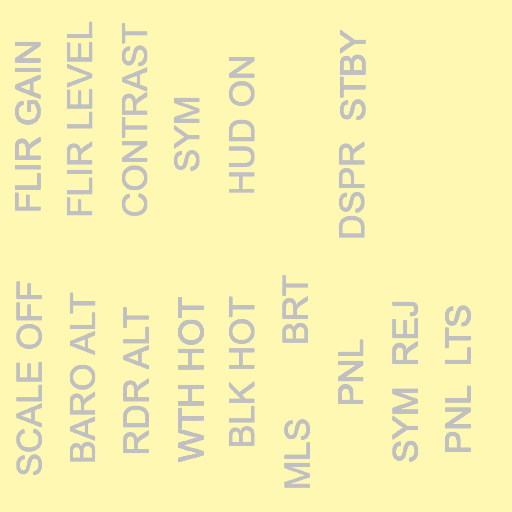 FLIR GAIN
FLIR LEVEL
CONTRAST
SYM
HUD ON
DSPR STBY
SCALE OFF
BARO ALT
RDR ALT
WTH HOT
BLK HOT
MLS BRT
PNL
SYM REJ
PNL LTS